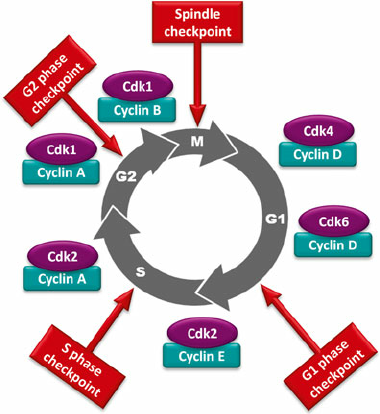 Spindle
checkpoint
G2 phase
checkpoint
Cdk1
Cyclin B
Cdk1
Cyclin A
Cdk4
Cyclin D
M
G2
G1
S
Cdk6
Cyclin D
Cdk2
Cyclin A
Cdk2
Cyclin E
S phase
checkpoint
G1 phase
checkpoint